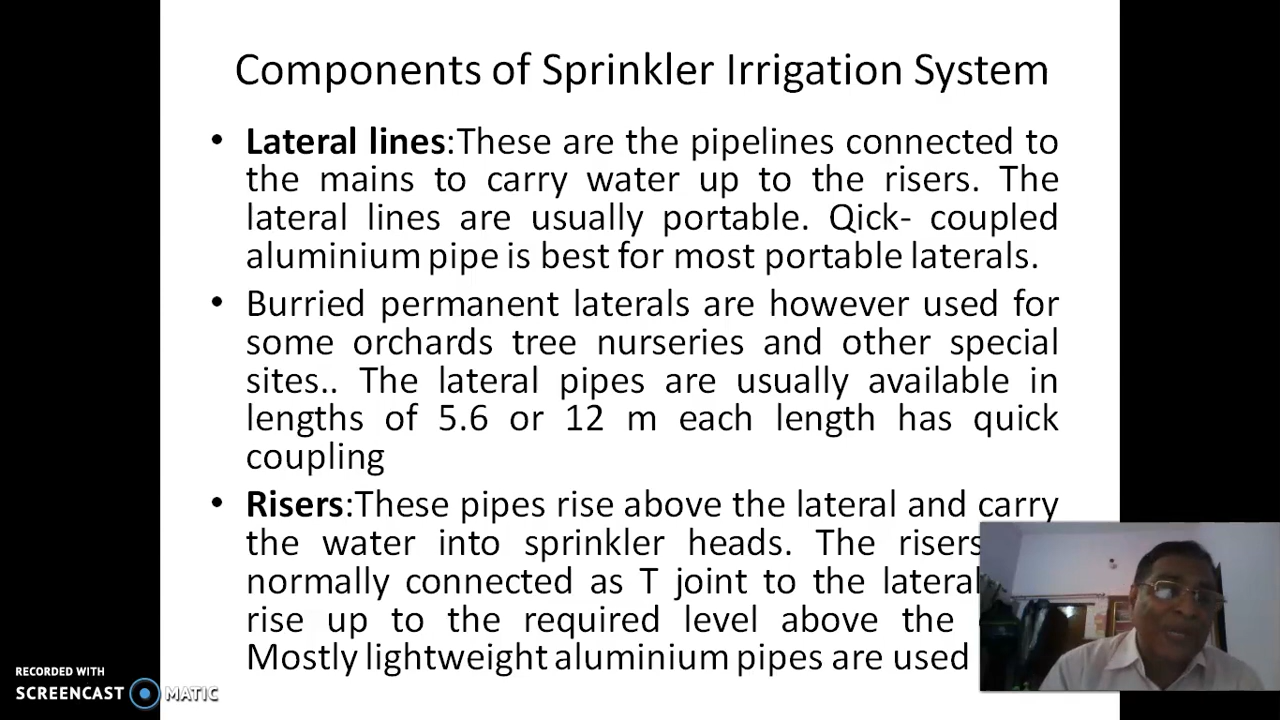 Components of Sprinkler Irrigation System
• Lateral lines:These are the pipelines connected to
the mains to carry water up to the risers. The
lateral lines are usually portable. Qick- coupled
aluminium pipe is best for most portable laterals.
• Burried permanent laterals are however used for
some orchards tree nurseries and other special
sites.. The lateral pipes are usually available in
lengths of 5.6 or 12 m each length has quick
coupling
• Risers:These pipes rise above the lateral and carry
the water into sprinkler heads. The risers
normally connected as T joint to the lateral
rise up to the required level above the
Mostly lightweight aluminium pipes are used
RECORDED WITH
SCREENCAST MATIC